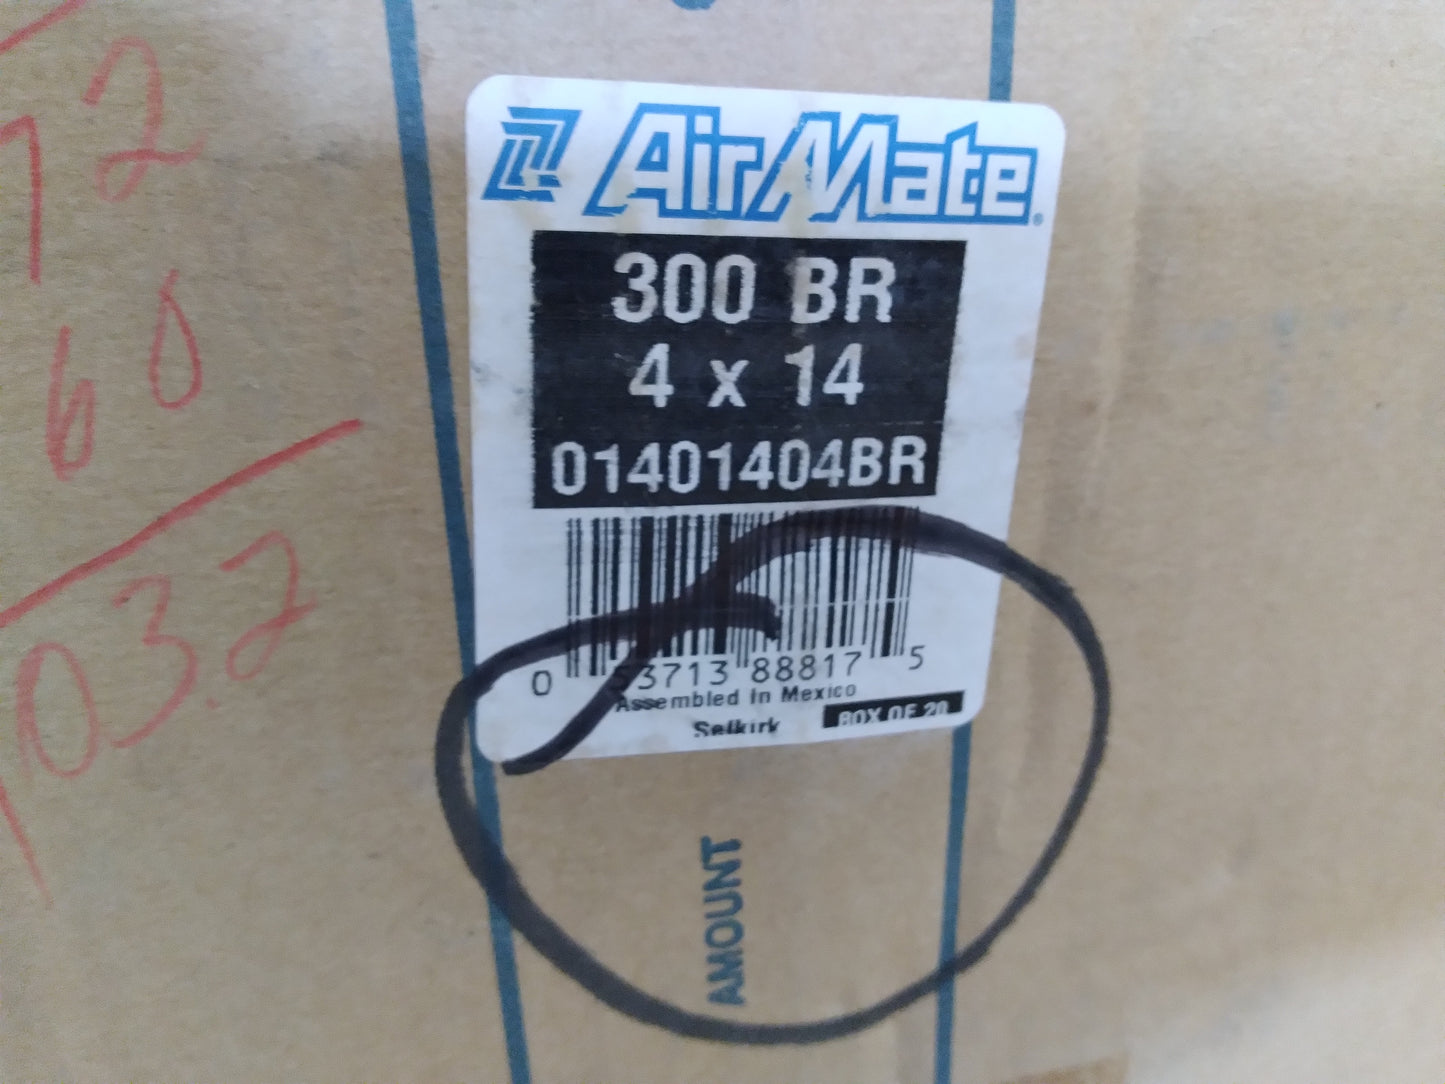 72
60
103.2
AirMate®
300 BR
4 x 14
01401404BR
0 53713 88817 5
Assembled In Mexico
Selkirk
BOX OF 20
AMOUNT